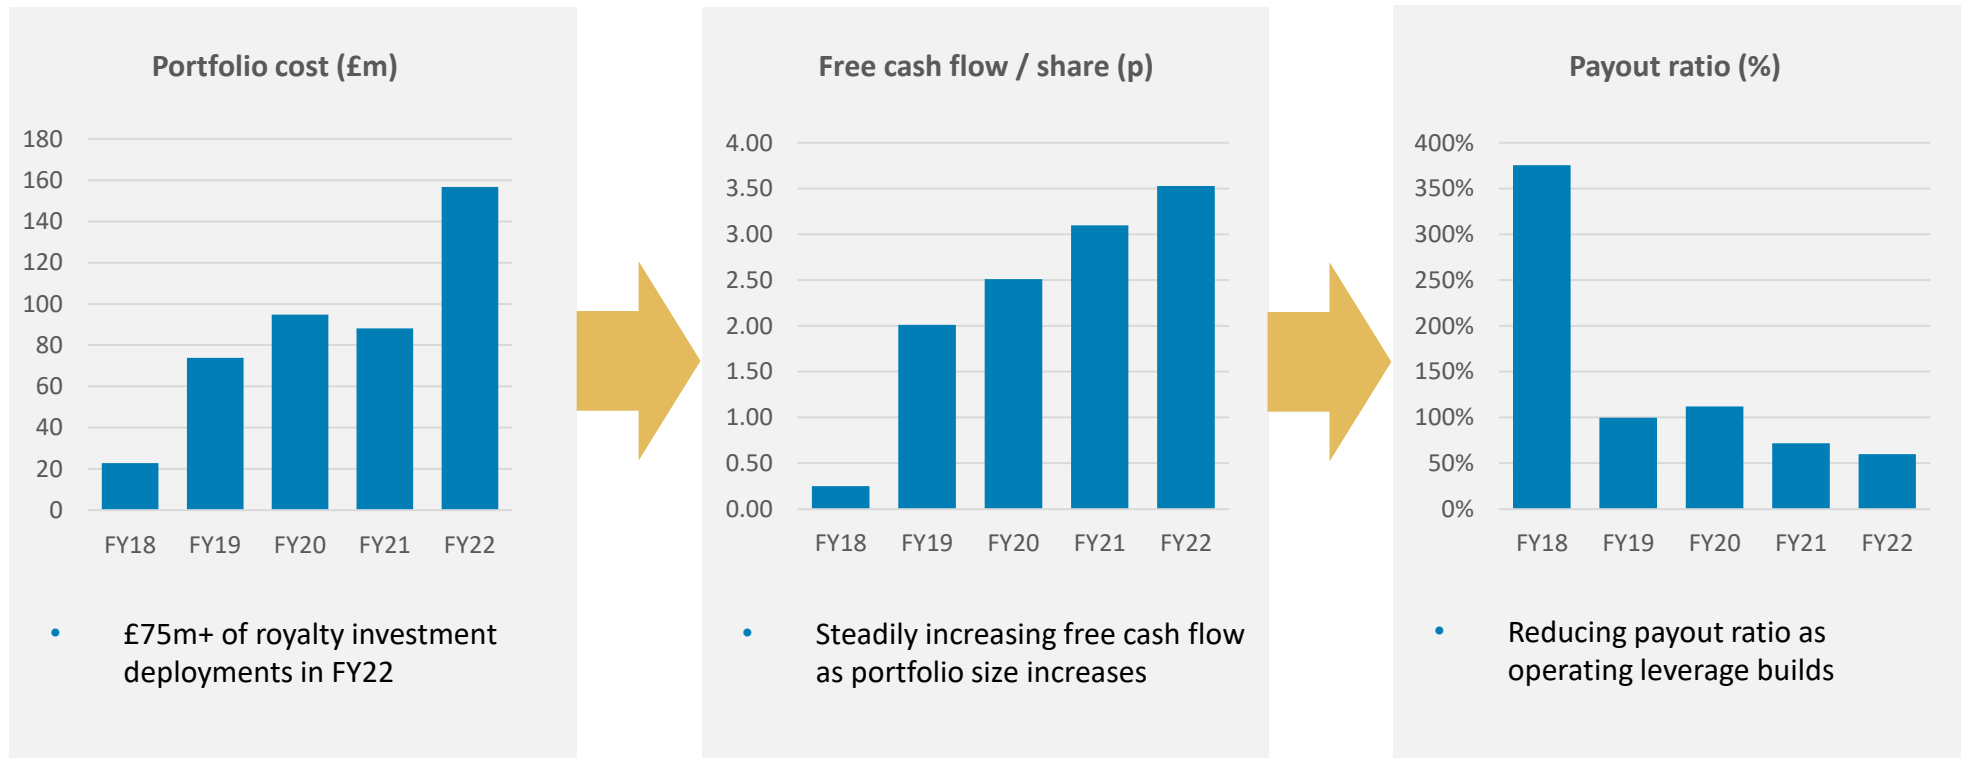 Portfolio cost (£m)
180
160
140
120
100
80
60
40
20
0
FY18 FY19 FY20 FY21 FY22
• £75m+ of royalty investment
deployments in FY22
Free cash flow / share (p)
4.00
3.50
3.00
2.50
2.00
1.50
1.00
0.50
0.00
FY18 FY19 FY20 FY21 FY22
• Steadily increasing free cash flow
as portfolio size increases
Payout ratio (%)
400%
350%
300%
250%
200%
150%
100%
50%
0%
FY18 FY19 FY20 FY21 FY22
• Reducing payout ratio as
operating leverage builds